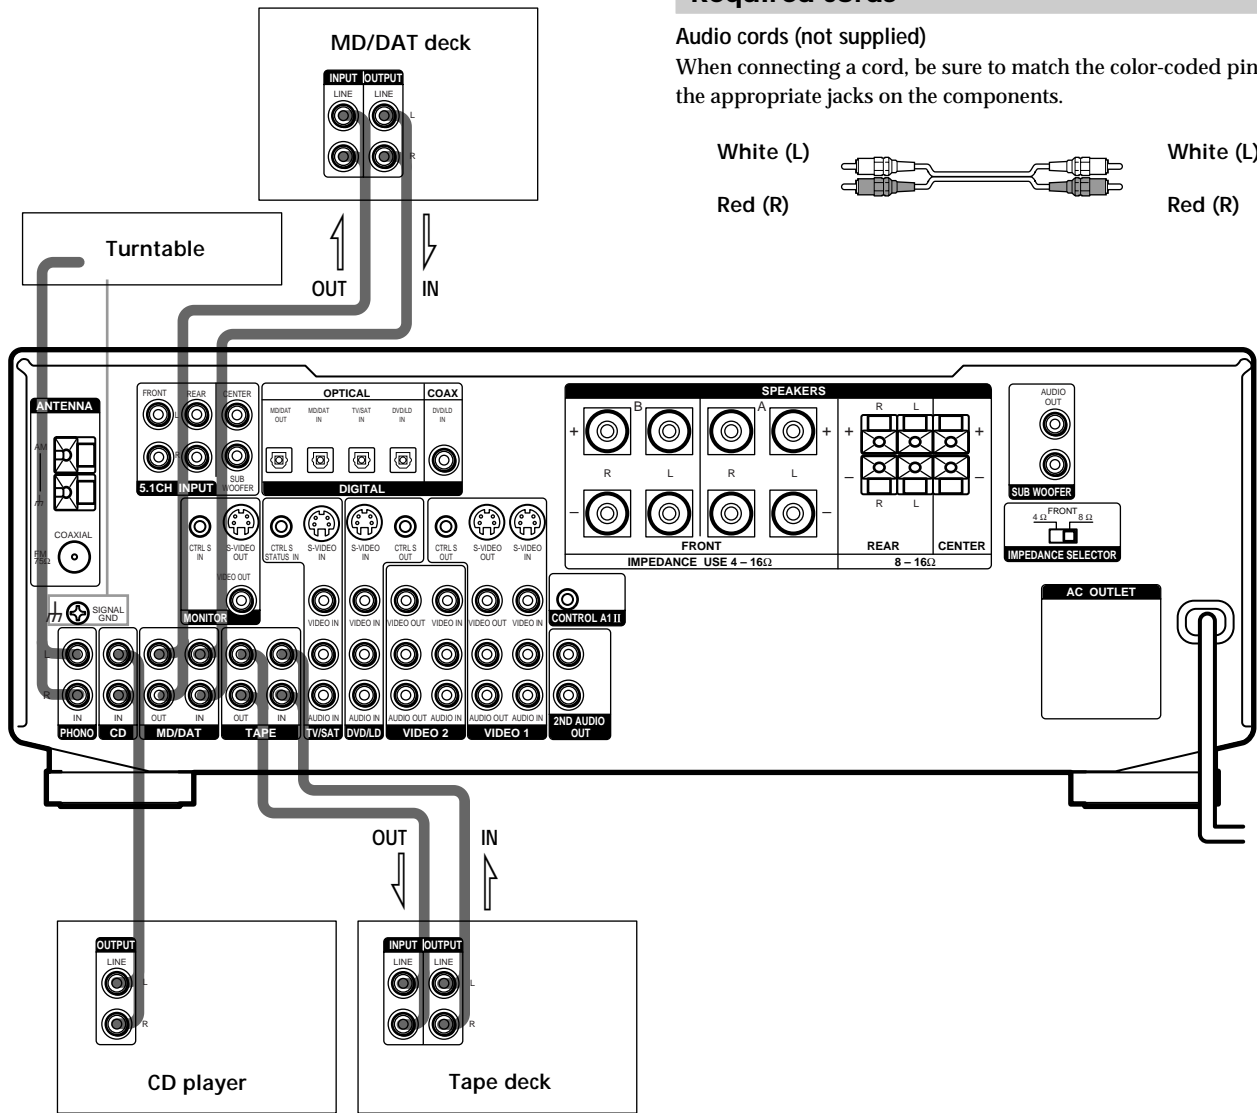 Required cords
Audio cords (not supplied)
When connecting a cord, be sure to match the color-coded pin
the appropriate jacks on the components.
White (L)
White (L)
Red (R)
Red (R)
MD/DAT deck
INPUT OUTPUT
LINE LINE
L
R
Turntable
OUT IN
ANTENNA
AM
COAXIAL
FM
75Ω
SIGNAL
GND
FRONT REAR CENTER
L
R
SUB
WOOFER
5.1CH INPUT
OPTICAL COAX
MD/DAT
OUT
MD/DAT
IN
TV/SAT
IN
DVD/LD
IN
DVD/LD
IN
DIGITAL
CTRL S
IN
S-VIDEO
OUT
VIDEO OUT
MONITOR
CTRL S
STATUS IN
S-VIDEO
IN
S-VIDEO
IN
CTRL S
OUT
CTRL S
OUT
S-VIDEO
OUT
S-VIDEO
IN
VIDEO IN VIDEO IN VIDEO OUT VIDEO IN VIDEO OUT VIDEO IN
CONTROL A1 II
SPEAKERS
B A
R L R L
+ +
– –
FRONT
IMPEDANCE USE 4 – 16Ω
R L
+ +
– –
R L
REAR CENTER
8 – 16Ω
AUDIO
OUT
SUB WOOFER
FRONT
4 Ω 8 Ω
IMPEDANCE SELECTOR
AC OUTLET
L
R
IN IN OUT IN OUT IN AUDIO IN AUDIO IN AUDIO OUT AUDIO IN AUDIO OUT AUDIO IN
PHONO CD MD/DAT TAPE TV/SAT DVD/LD VIDEO 2 VIDEO 1
2ND AUDIO
OUT
OUT IN
OUTPUT
LINE
L
R
CD player
INPUT OUTPUT
LINE LINE
L
R
Tape deck